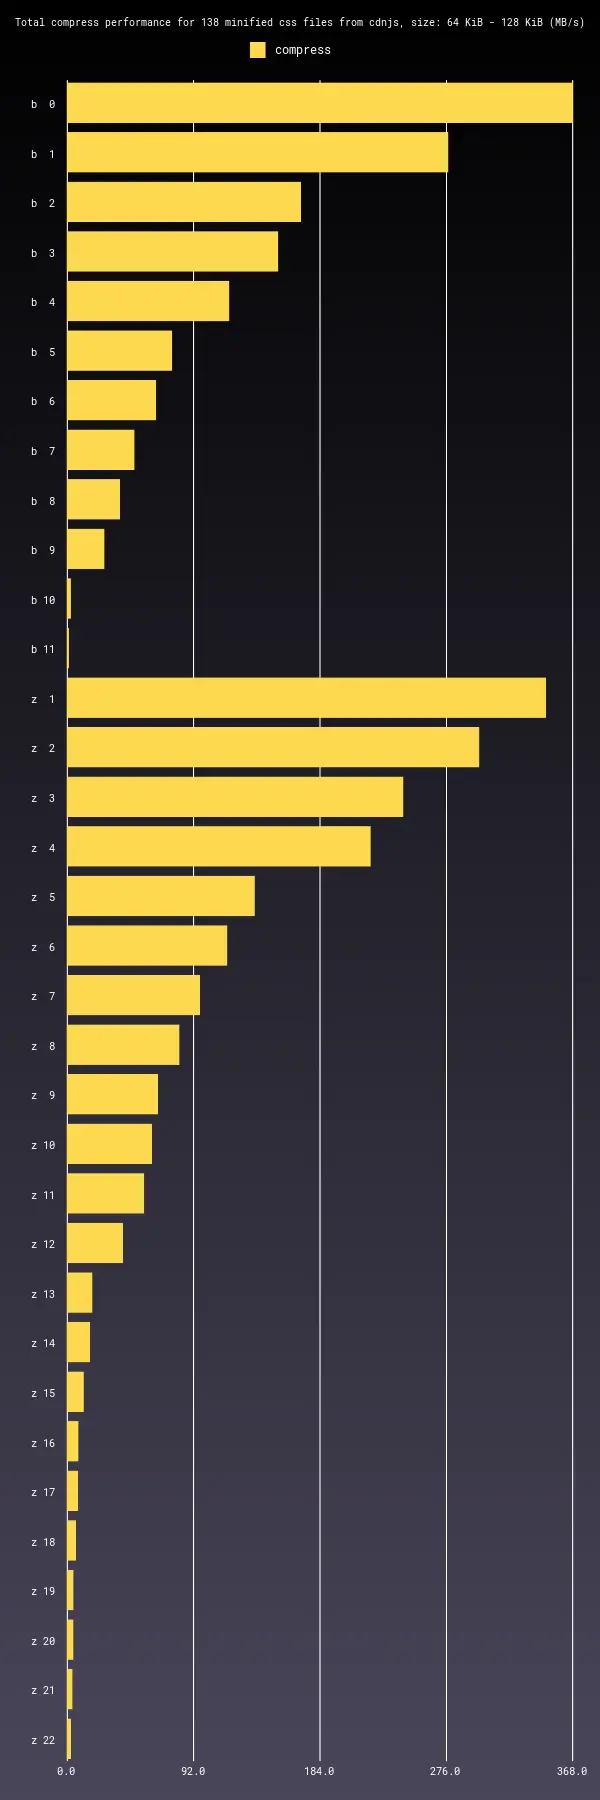 Total compress performance for 138 minified css files from cdnjs, size: 64 KiB - 128 KiB (MB/s)
compress
b  0
b  1
b  2
b  3
b  4
b  5
b  6
b  7
b  8
b  9
b 10
b 11
z  1
z  2
z  3
z  4
z  5
z  6
z  7
z  8
z  9
z 10
z 11
z 12
z 13
z 14
z 15
z 16
z 17
z 18
z 19
z 20
z 21
z 22
0.0 92.0 184.0 276.0 368.0